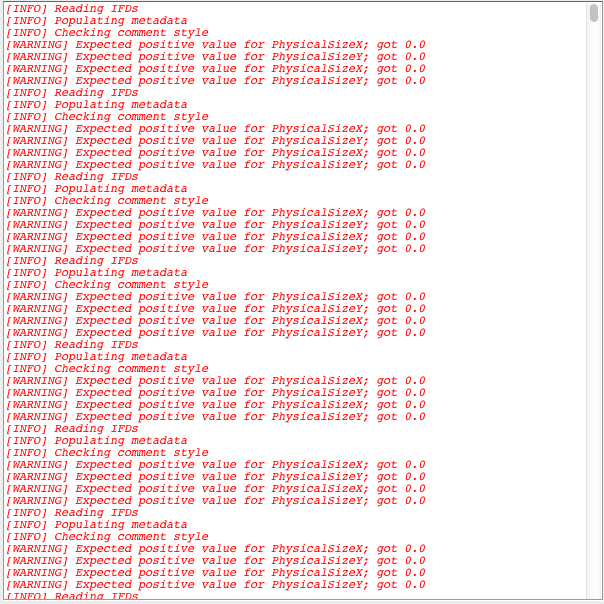 [INFO] Reading IFDs
[INFO] Populating metadata
[INFO] Checking comment style
[WARNING] Expected positive value for PhysicalSizeX; got 0.0
[WARNING] Expected positive value for PhysicalSizeY; got 0.0
[WARNING] Expected positive value for PhysicalSizeX; got 0.0
[WARNING] Expected positive value for PhysicalSizeY; got 0.0
[INFO] Reading IFDs
[INFO] Populating metadata
[INFO] Checking comment style
[WARNING] Expected positive value for PhysicalSizeX; got 0.0
[WARNING] Expected positive value for PhysicalSizeY; got 0.0
[WARNING] Expected positive value for PhysicalSizeX; got 0.0
[WARNING] Expected positive value for PhysicalSizeY; got 0.0
[INFO] Reading IFDs
[INFO] Populating metadata
[INFO] Checking comment style
[WARNING] Expected positive value for PhysicalSizeX; got 0.0
[WARNING] Expected positive value for PhysicalSizeY; got 0.0
[WARNING] Expected positive value for PhysicalSizeX; got 0.0
[WARNING] Expected positive value for PhysicalSizeY; got 0.0
[INFO] Reading IFDs
[INFO] Populating metadata
[INFO] Checking comment style
[WARNING] Expected positive value for PhysicalSizeX; got 0.0
[WARNING] Expected positive value for PhysicalSizeY; got 0.0
[WARNING] Expected positive value for PhysicalSizeX; got 0.0
[WARNING] Expected positive value for PhysicalSizeY; got 0.0
[INFO] Reading IFDs
[INFO] Populating metadata
[INFO] Checking comment style
[WARNING] Expected positive value for PhysicalSizeX; got 0.0
[WARNING] Expected positive value for PhysicalSizeY; got 0.0
[WARNING] Expected positive value for PhysicalSizeX; got 0.0
[WARNING] Expected positive value for PhysicalSizeY; got 0.0
[INFO] Reading IFDs
[INFO] Populating metadata
[INFO] Checking comment style
[WARNING] Expected positive value for PhysicalSizeX; got 0.0
[WARNING] Expected positive value for PhysicalSizeY; got 0.0
[WARNING] Expected positive value for PhysicalSizeX; got 0.0
[WARNING] Expected positive value for PhysicalSizeY; got 0.0
[INFO] Reading IFDs
[INFO] Populating metadata
[INFO] Checking comment style
[WARNING] Expected positive value for PhysicalSizeX; got 0.0
[WARNING] Expected positive value for PhysicalSizeY; got 0.0
[WARNING] Expected positive value for PhysicalSizeX; got 0.0
[WARNING] Expected positive value for PhysicalSizeY; got 0.0
[INFO] Reading IFDs